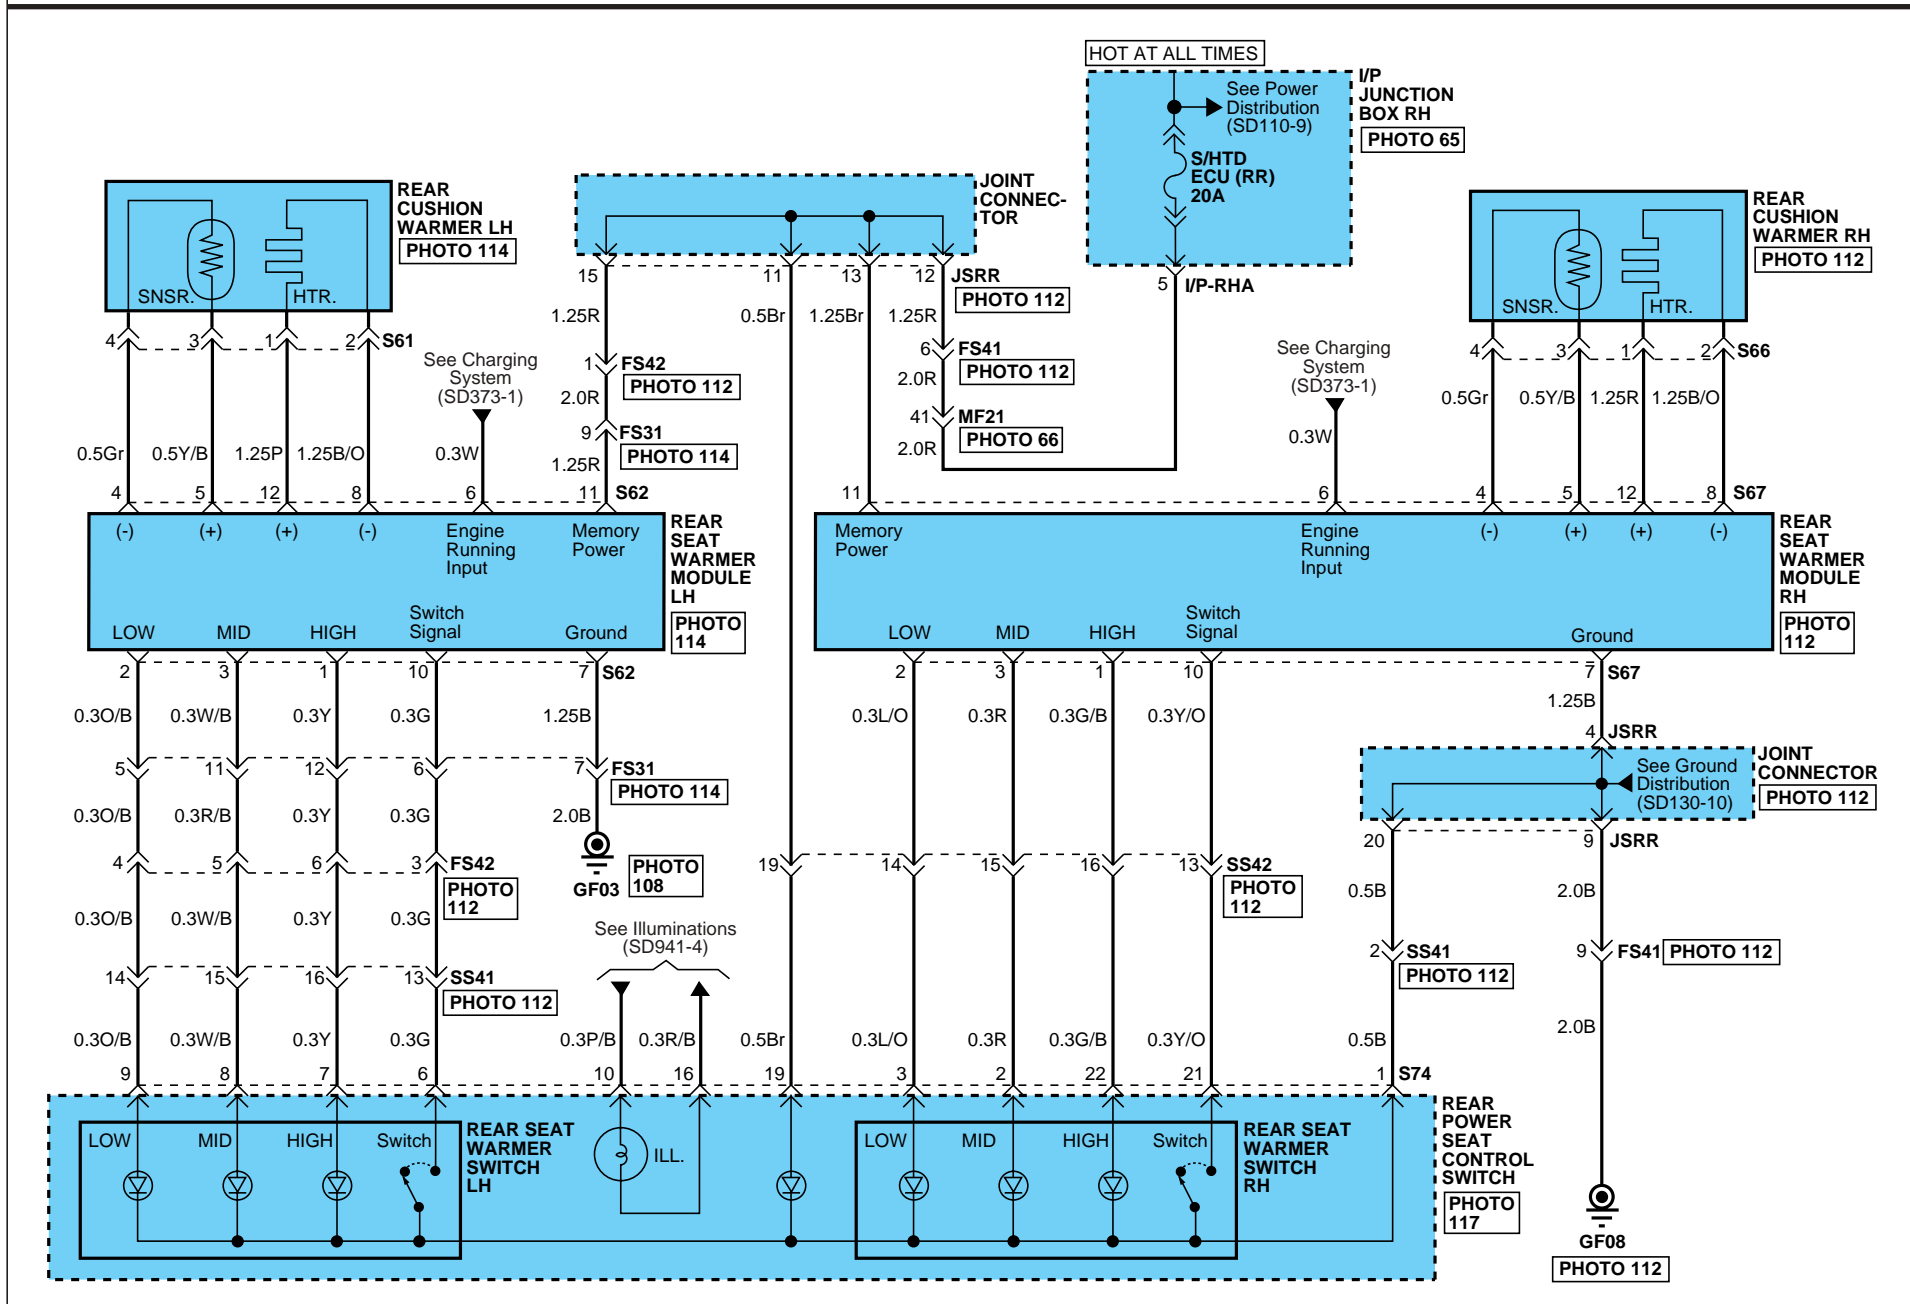 HOT AT ALL TIMES
See Power
Distribution
(SD110-9)
S/HTD
ECU (RR)
20A
I/P
JUNCTION
BOX RH
PHOTO 65
5 I/P-RHA
REAR
CUSHION
WARMER LH
PHOTO 114
SNSR. HTR.
4 3 1 2 S61
JOINT
CONNEC-
TOR
15 11 13 12 JSRR
PHOTO 112
1.25R 0.5Br 1.25Br 1.25R
REAR
CUSHION
WARMER RH
PHOTO 112
SNSR. HTR.
4 3 1 2 S66
See Charging
System
(SD373-1)
1 FS42
PHOTO 112
2.0R
9 FS31
PHOTO 114
1.25R
6 FS41
PHOTO 112
2.0R
41 MF21
PHOTO 66
2.0R
See Charging
System
(SD373-1)
0.5Gr 0.5Y/B 1.25P 1.25B/O 0.3W
0.3W 0.5Gr 0.5Y/B 1.25R 1.25B/O
4 5 12 8 6 11 S62
11 6 4 5 12 8 S67
(-) (+) (+) (-)
Engine
Running
Input
Memory
Power
REAR
SEAT
WARMER
MODULE
LH
PHOTO
114
LOW MID HIGH
Switch
Signal
Ground
Memory
Power
Engine
Running
Input
(-) (+) (+) (-)
REAR
SEAT
WARMER
MODULE
RH
PHOTO
112
LOW MID HIGH
Switch
Signal
Ground
2 3 1 10 7 S62
2 3 1 10 7 S67
0.3O/B 0.3W/B 0.3Y 0.3G 1.25B
0.3L/O 0.3R 0.3G/B 0.3Y/O 1.25B
5 11 12 6 7 FS31
PHOTO 114
0.3O/B 0.3R/B 0.3Y 0.3G 2.0B
4 JSRR
See Ground
Distribution
(SD130-10)
JOINT
CONNECTOR
PHOTO 112
20 9 JSRR
4 5 6 3 FS42
PHOTO
112
GF03
PHOTO
108
19 14 15 16 13 SS42
PHOTO
112
0.5B 2.0B
0.3O/B 0.3W/B 0.3Y 0.3G
See Illuminations
(SD941-4)
2 SS41
PHOTO 112
9 FS41 PHOTO 112
14 15 16 13 SS41
PHOTO 112
2.0B
0.3O/B 0.3W/B 0.3Y 0.3G 0.3P/B 0.3R/B 0.5Br 0.3L/O 0.3R 0.3G/B 0.3Y/O 0.5B
9 8 7 6 10 16 19 3 2 22 21 1 S74
LOW MID HIGH Switch
REAR SEAT
WARMER
SWITCH
LH
ILL.
LOW MID HIGH Switch
REAR SEAT
WARMER
SWITCH
RH
REAR
POWER
SEAT
CONTROL
SWITCH
PHOTO
117
GF08
PHOTO 112